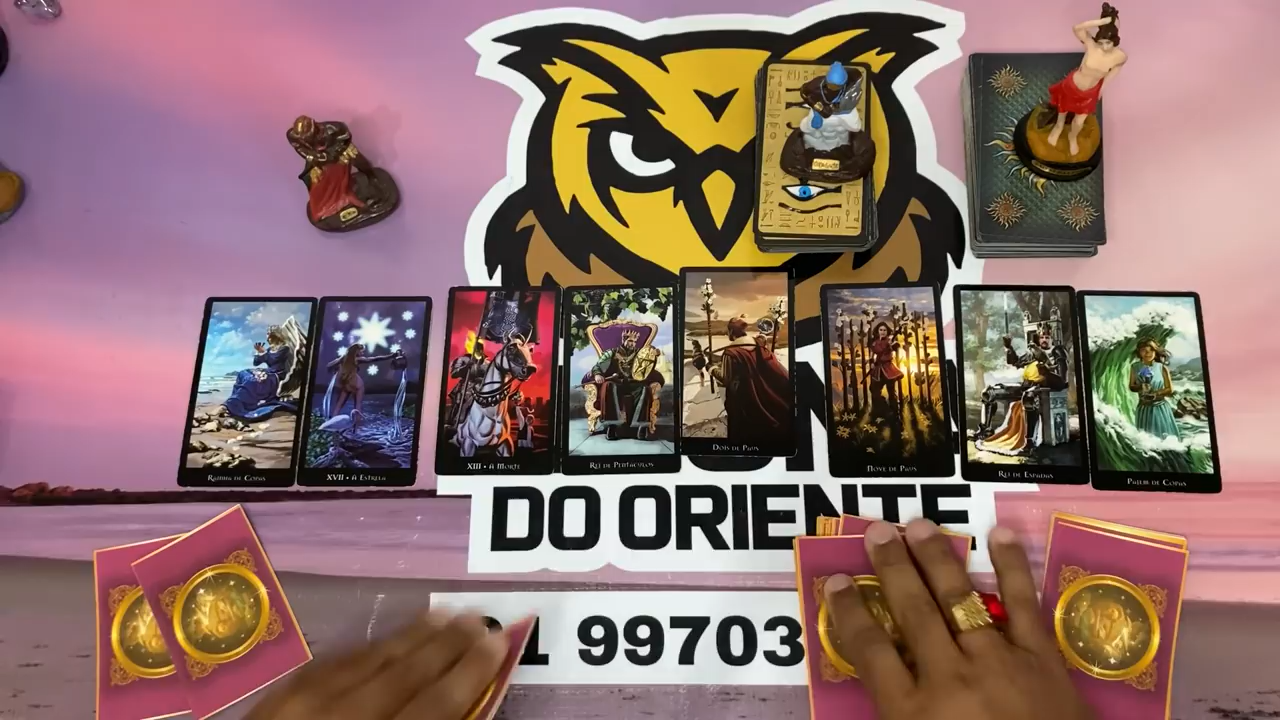 Rainha de Copas
XVII • A Estrela
XIII • A Morte
Rei de Pentáculos
Dois de Paus
Nove de Paus
Rei de Espadas
Pajem de Copas
DO ORIENTE
1 99703